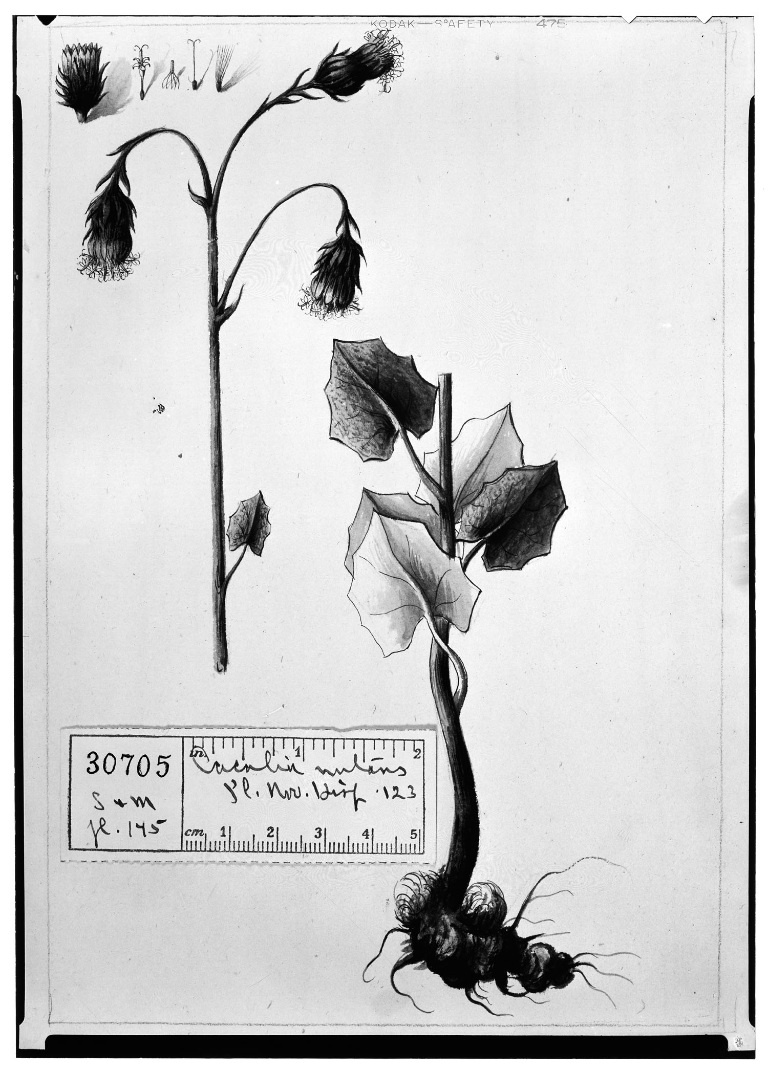 KODAK—SAFETY 475
30705
S & M
pl. 145
in. 1 2
Cacalia nutans
Pl. Nov. Hisp. 123
cm 1 2 3 4 5